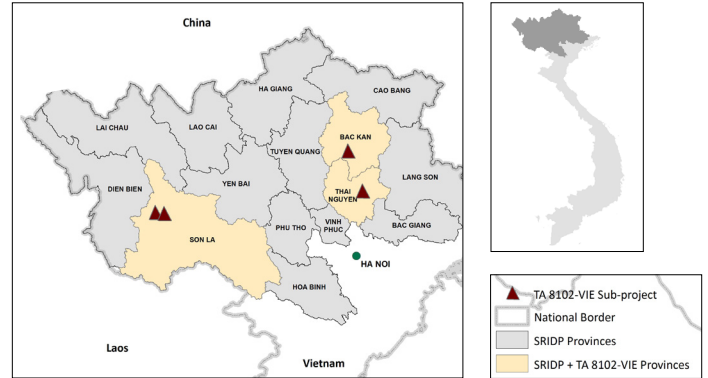 China
HA GIANG
CAO BANG
LAI CHAU
LAO CAI
BAC KAN
TUYEN QUANG
LANG SON
DIEN BIEN
YEN BAI
THAI
NGUYEN
SON LA
PHU THO
VINH
PHUC
BAC GIANG
HA NOI
HOA BINH
Laos
Vietnam
TA 8102-VIE Sub-project
National Border
SRIDP Provinces
SRIDP + TA 8102-VIE Provinces